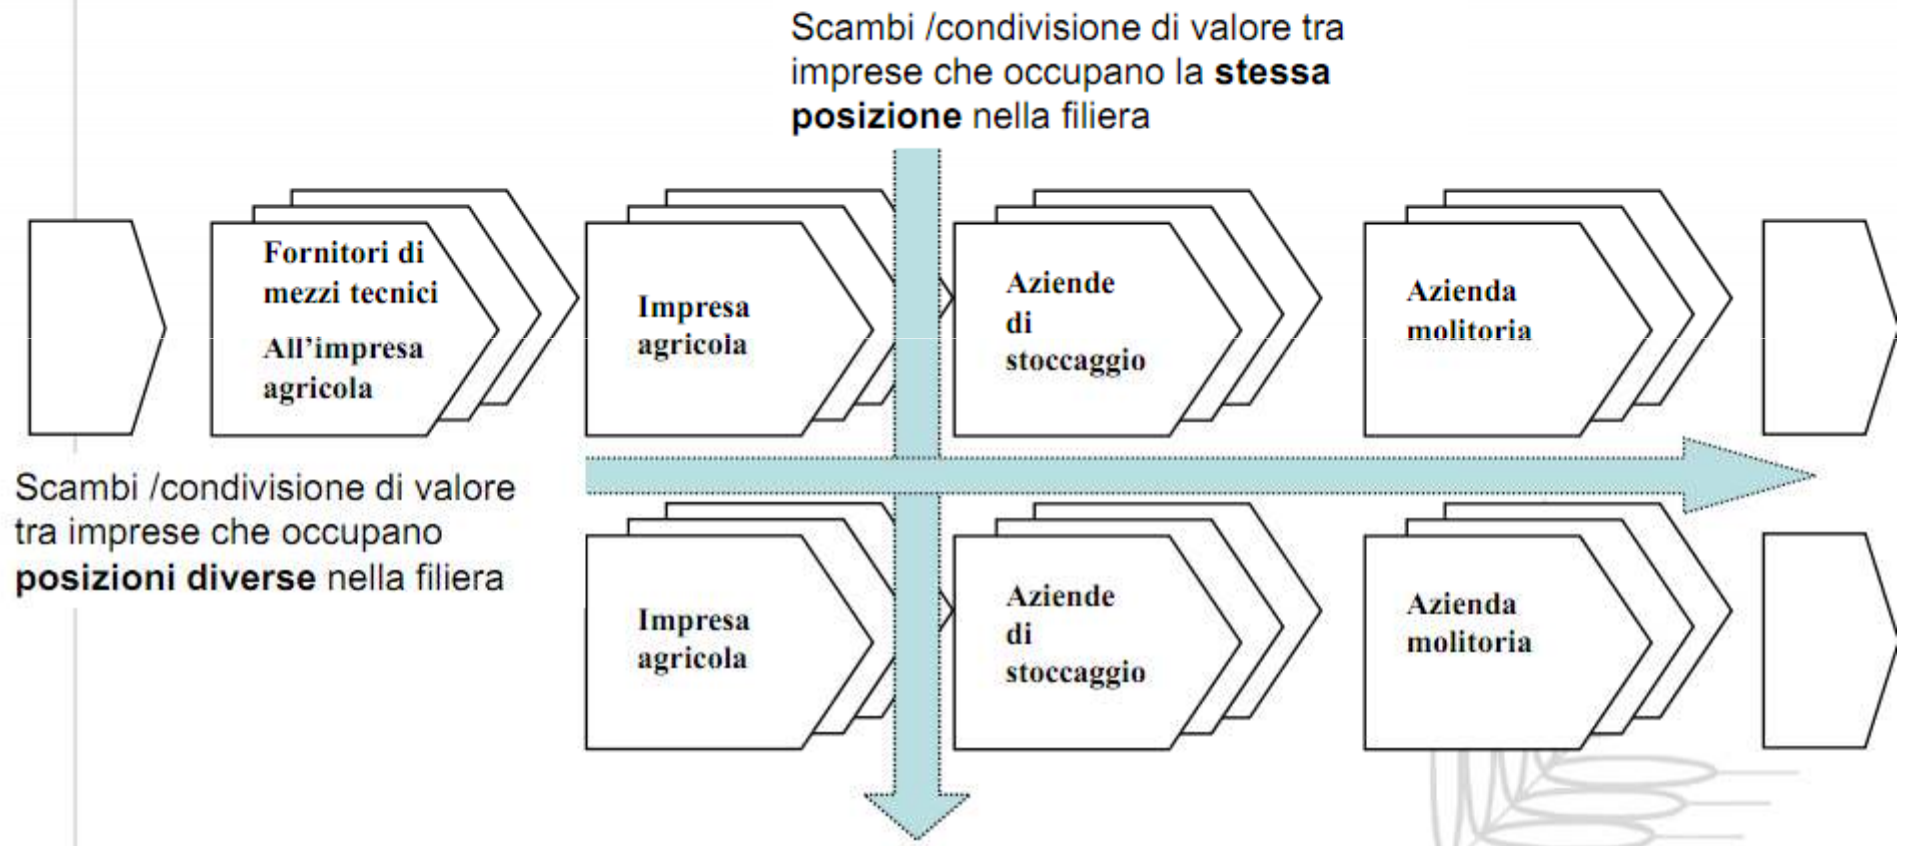 Scambi /condivisione di valore tra
imprese che occupano la stessa
posizione nella filiera
Fornitori di
mezzi tecnici
All'impresa
agricola
Impresa
agricola
Aziende
di
stoccaggio
Azienda
molitoria
Scambi /condivisione di valore
tra imprese che occupano
posizioni diverse nella filiera
Impresa
agricola
Aziende
di
stoccaggio
Azienda
molitoria